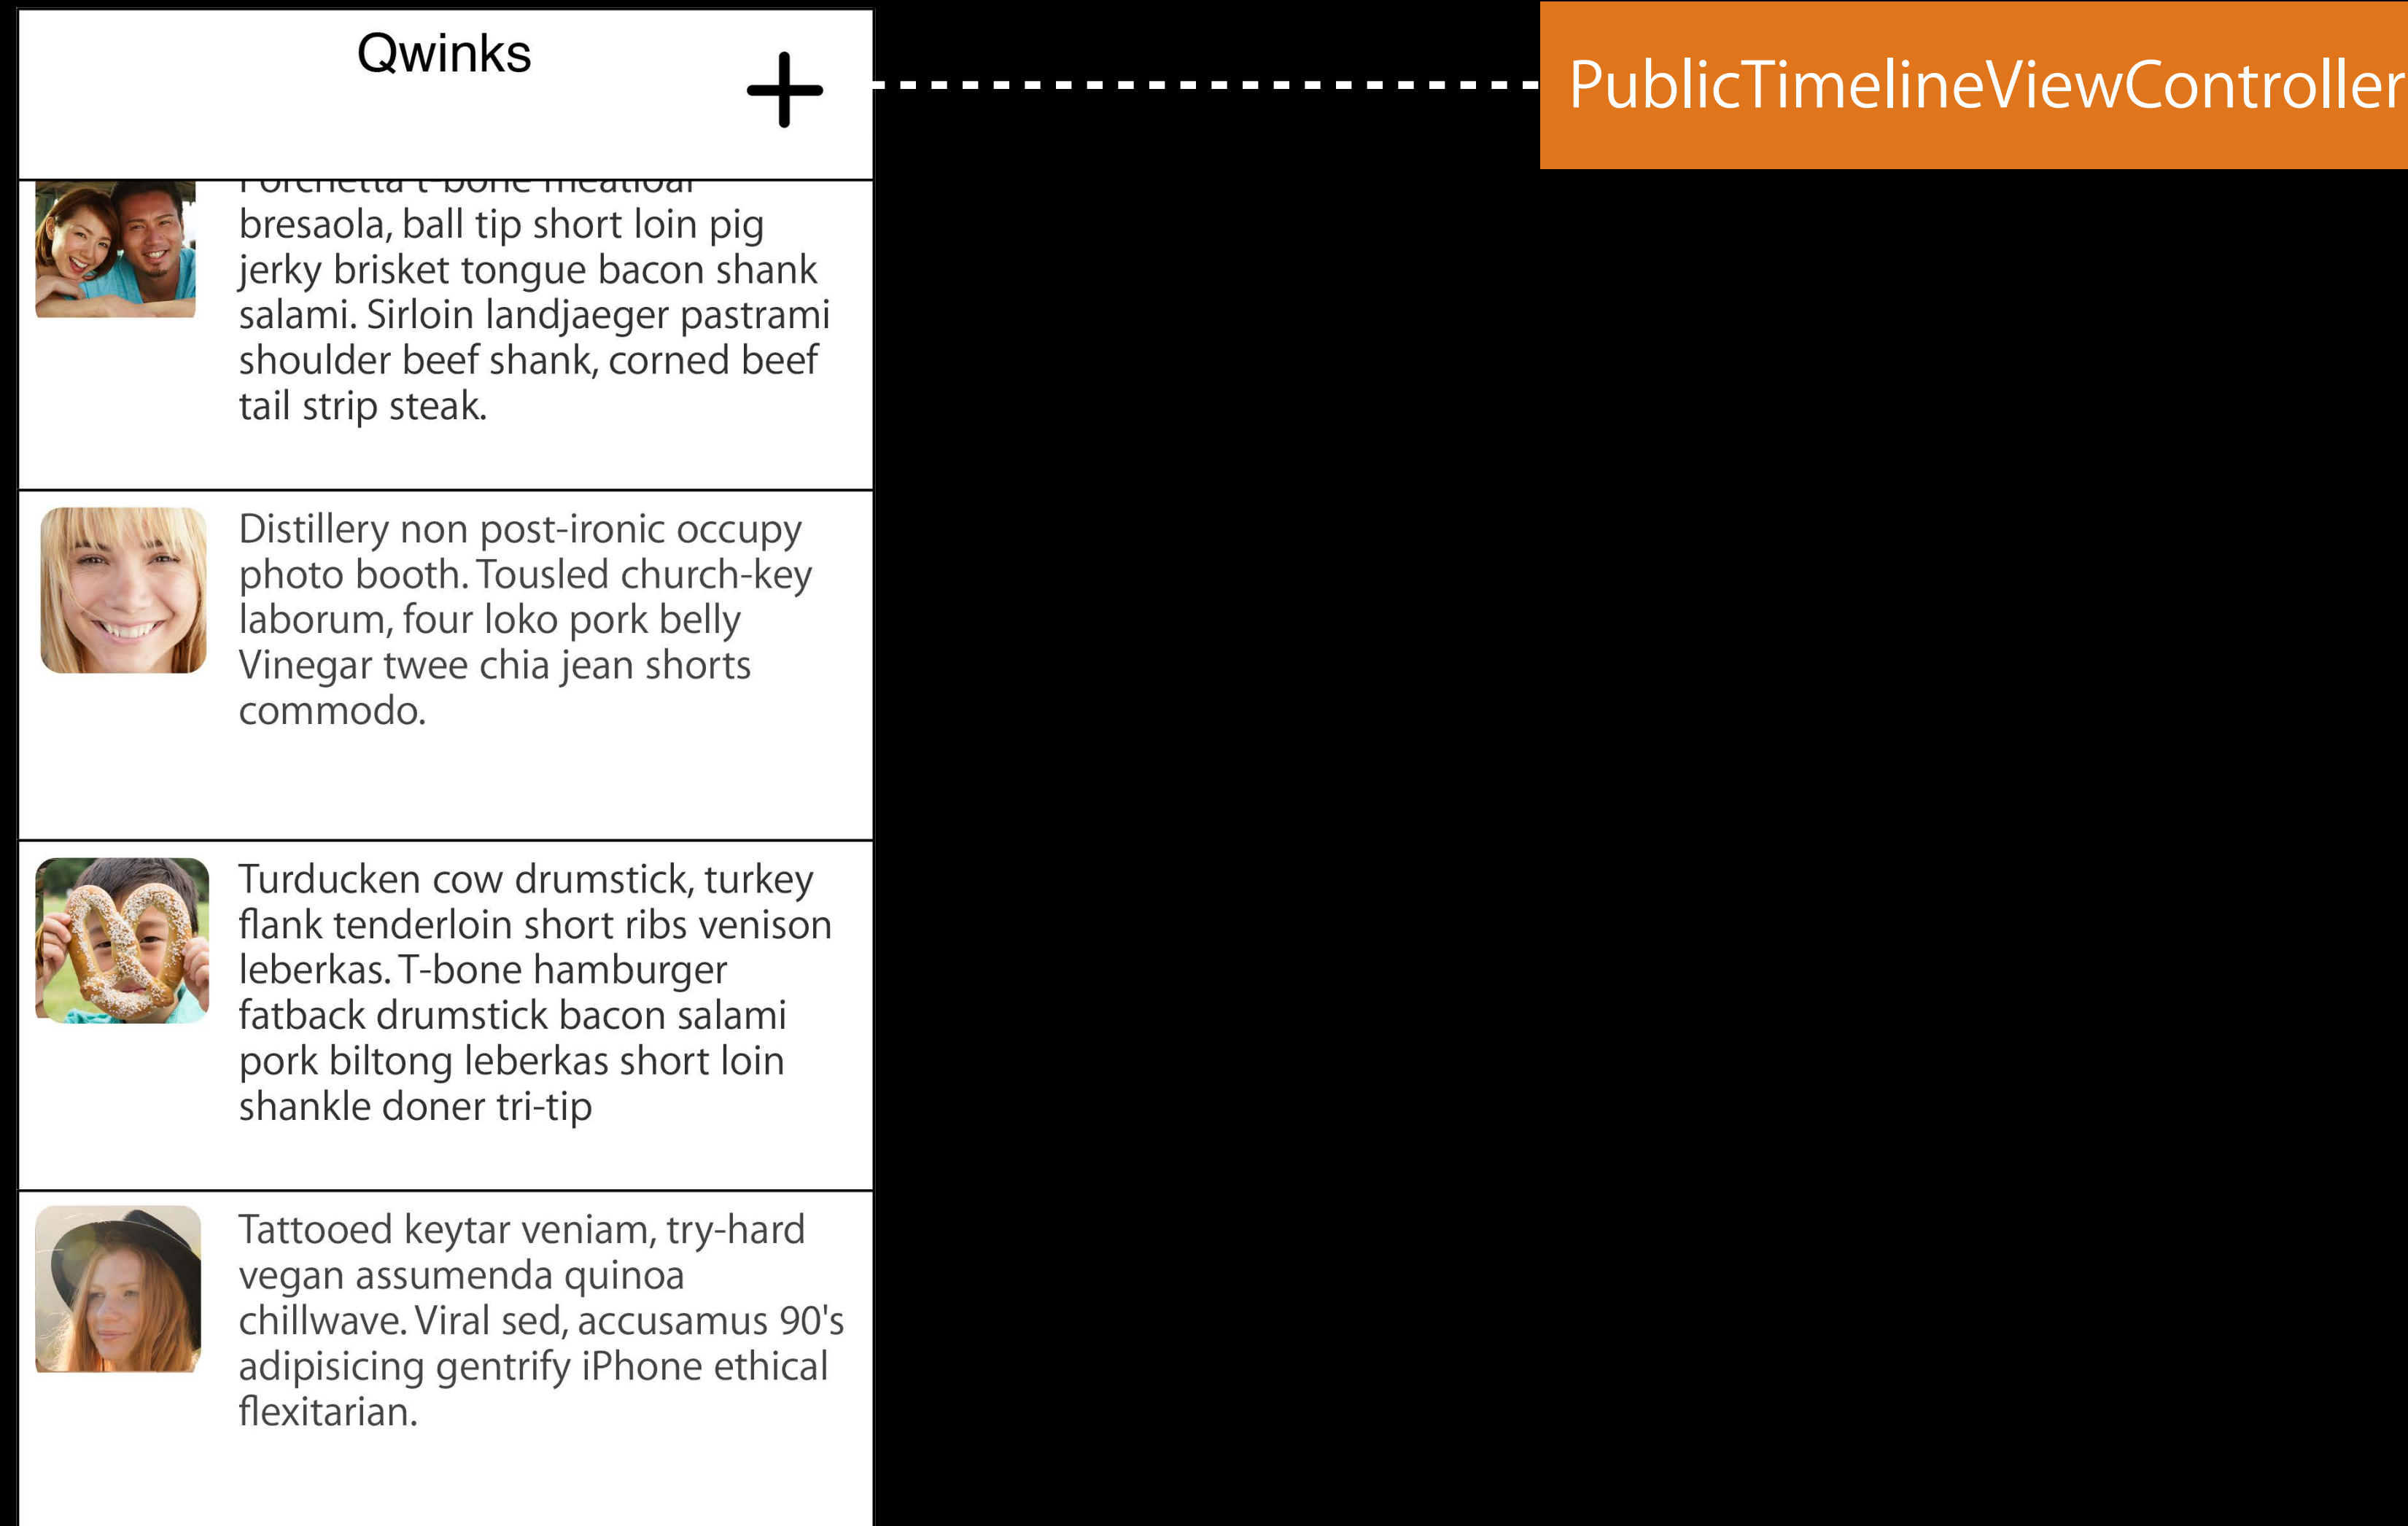 Qwinks
PublicTimelineViewController
Porchetta t-bone meatloaf
bresaola, ball tip short loin pig
jerky brisket tongue bacon shank
salami. Sirloin landjaeger pastrami
shoulder beef shank, corned beef
tail strip steak.
Distillery non post-ironic occupy
photo booth. Tousled church-key
laborum, four loko pork belly
Vinegar twee chia jean shorts
commodo.
Turducken cow drumstick, turkey
flank tenderloin short ribs venison
leberkas. T-bone hamburger
fatback drumstick bacon salami
pork biltong leberkas short loin
shankle doner tri-tip
Tattooed keytar veniam, try-hard
vegan assumenda quinoa
chillwave. Viral sed, accusamus 90's
adipisicing gentrify iPhone ethical
flexitarian.